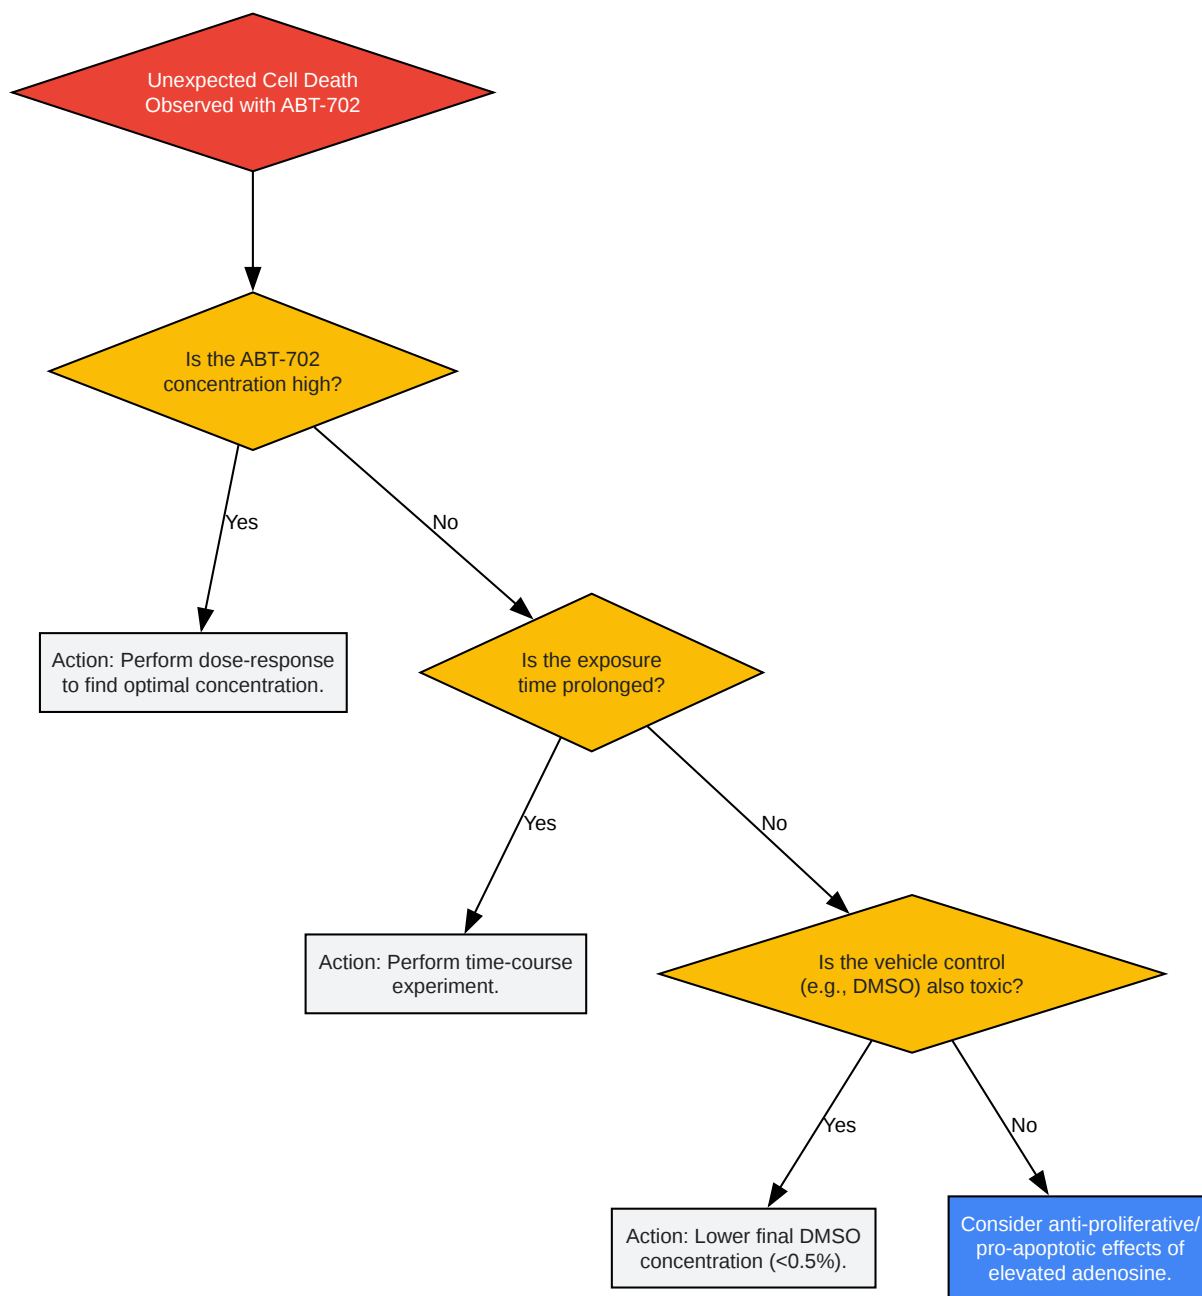 Unexpected Cell Death
Observed with ABT-702
Is the ABT-702
concentration high?
Yes
No
Action: Perform dose-response
to find optimal concentration.
Is the exposure
time prolonged?
Yes
No
Action: Perform time-course
experiment.
Is the vehicle control
(e.g., DMSO) also toxic?
Yes
No
Action: Lower final DMSO
concentration (<0.5%).
Consider anti-proliferative/
pro-apoptotic effects of
elevated adenosine.